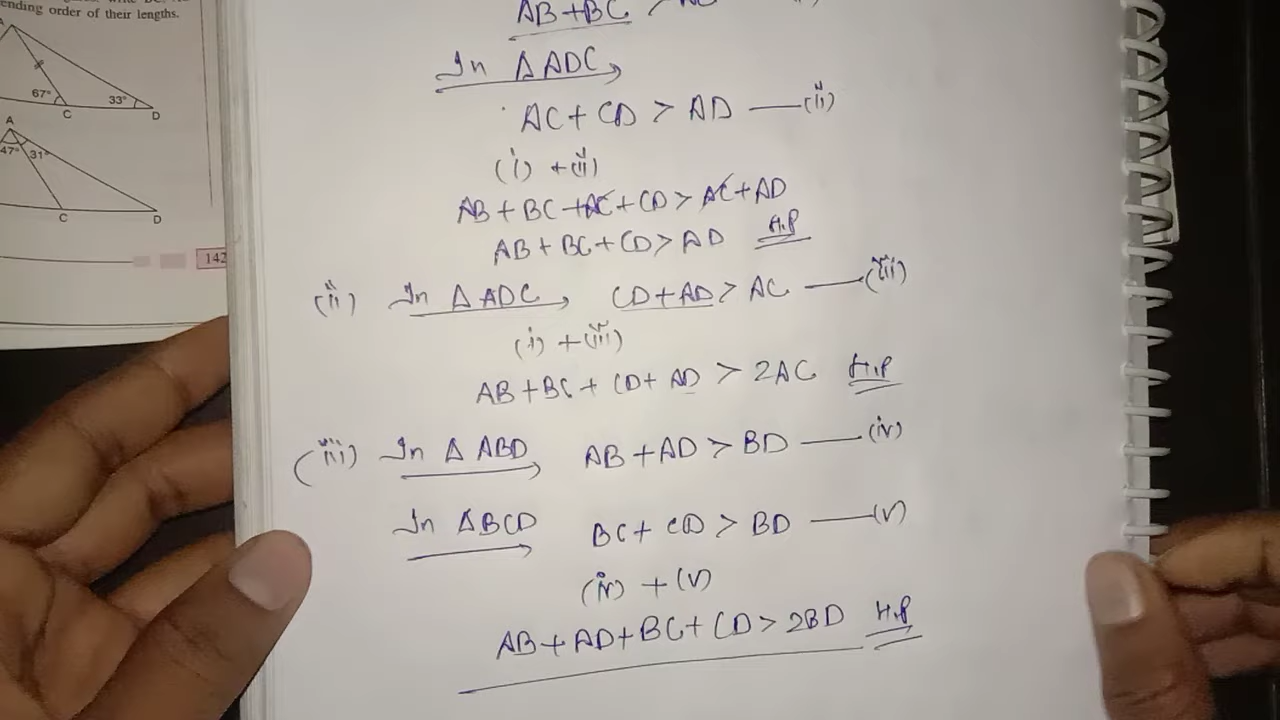 ending order of their lengths.
A
67° 33°
C D
A
47° 31°
C D
142
AB+BC >
In Δ ADC,
AC + CD > AD —(ii)
(i) + (ii)
AB + BC + AC + CD > AC + AD
AB + BC + CD > AD H.P
(ii) In Δ ADC, CD + AD > AC —(iii)
(i) + (iii)
AB + BC + CD + AD > 2AC H.P
(iii) In Δ ABD AB + AD > BD —(iv)
In Δ BCD BC + CD > BD —(v)
(iv) + (v)
AB + AD + BC + CD > 2BD H.P